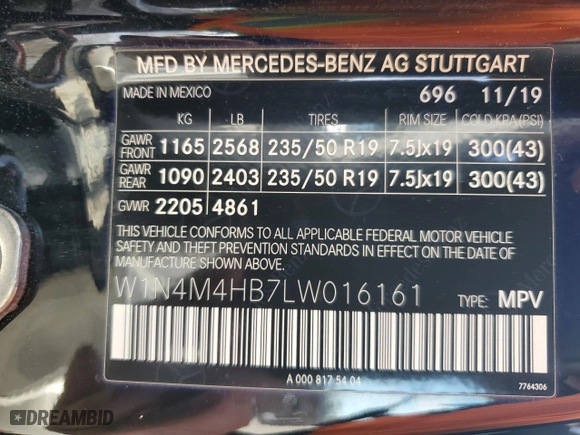 MFD BY MERCEDES-BENZ AG STUTTGART
MADE IN MEXICO 696 11/19
KG LB TIRES RIM SIZE COLD KPA(PSI)
GAWR FRONT 1165 2568 235/50 R19 7.5Jx19 300(43)
GAWR REAR 1090 2403 235/50 R19 7.5Jx19 300(43)
GVWR 2205 4861
THIS VEHICLE CONFORMS TO ALL APPLICABLE FEDERAL MOTOR VEHICLE
SAFETY AND THEFT PREVENTION STANDARDS IN EFFECT ON THE DATE OF
MANUFACTURE SHOWN ABOVE.
W1N4M4HB7LW016161 TYPE: MPV
A 000 817 54 04
7764306
DREAMBID